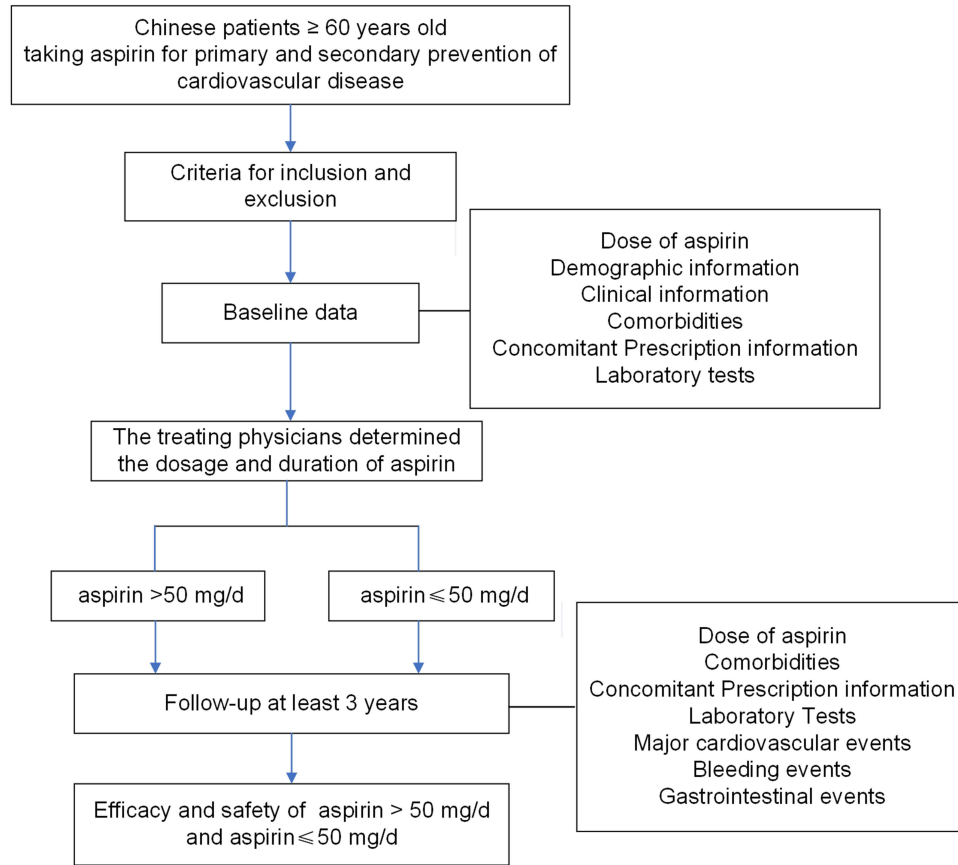 Chinese patients ≥ 60 years old
taking aspirin for primary and secondary prevention of
cardiovascular disease
Criteria for inclusion and
exclusion
Baseline data
Dose of aspirin
Demographic information
Clinical information
Comorbidities
Concomitant Prescription information
Laboratory tests
The treating physicians determined
the dosage and duration of aspirin
aspirin >50 mg/d
aspirin⩽50 mg/d
Follow-up at least 3 years
Dose of aspirin
Comorbidities
Concomitant Prescription information
Laboratory Tests
Major cardiovascular events
Bleeding events
Gastrointestinal events
Efficacy and safety of aspirin > 50 mg/d
and aspirin⩽50 mg/d